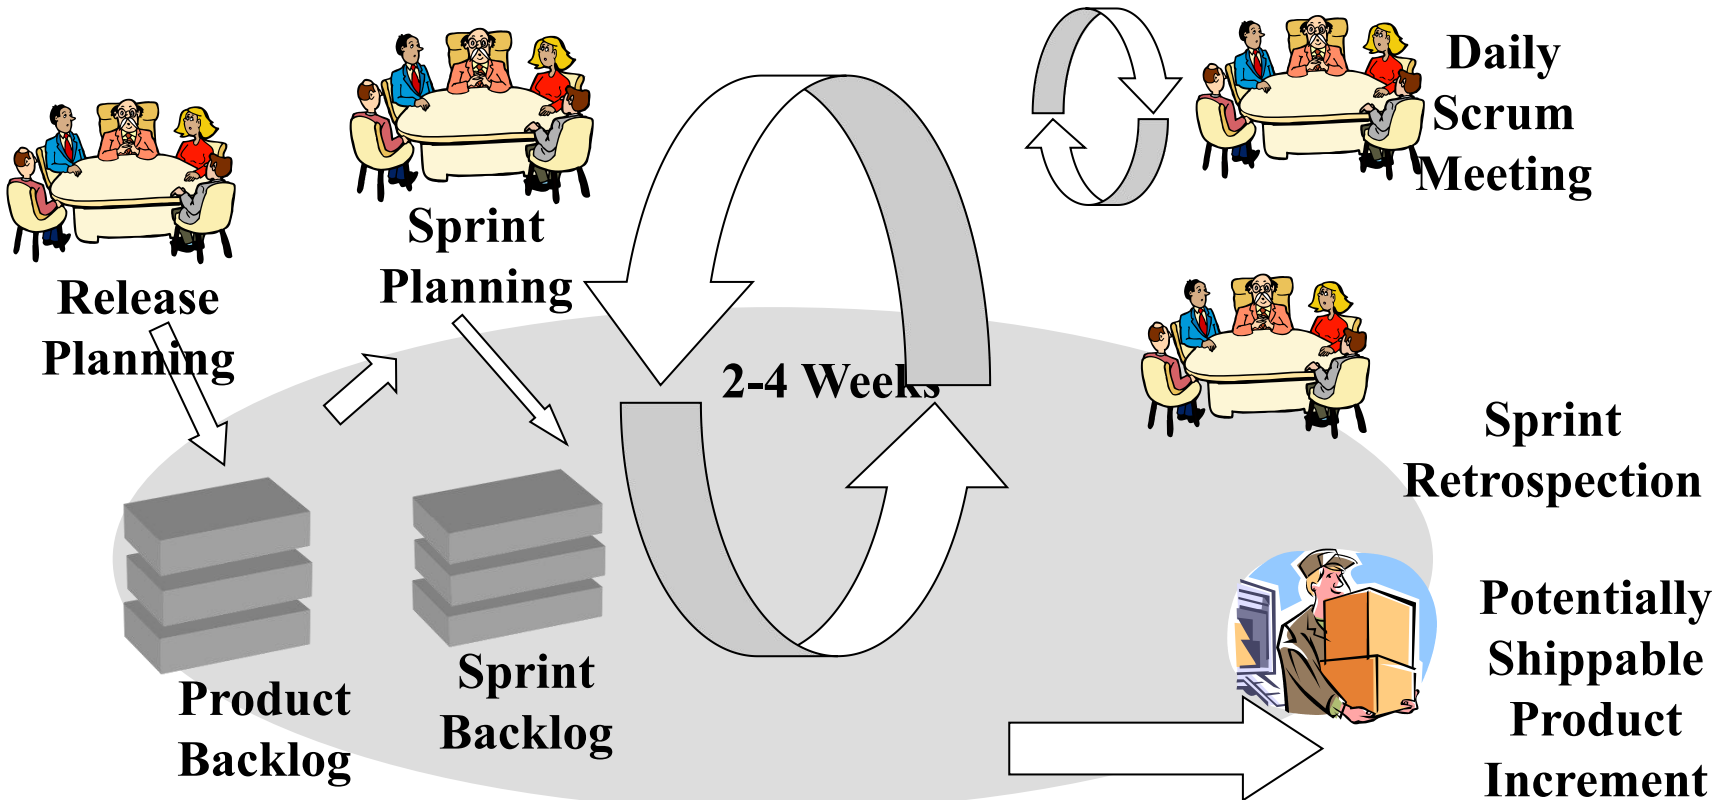 Release
Planning
Sprint
Planning
Daily
Scrum
Meeting
2-4 Weeks
Sprint
Retrospection
Product
Backlog
Sprint
Backlog
Potentially
Shippable
Product
Increment